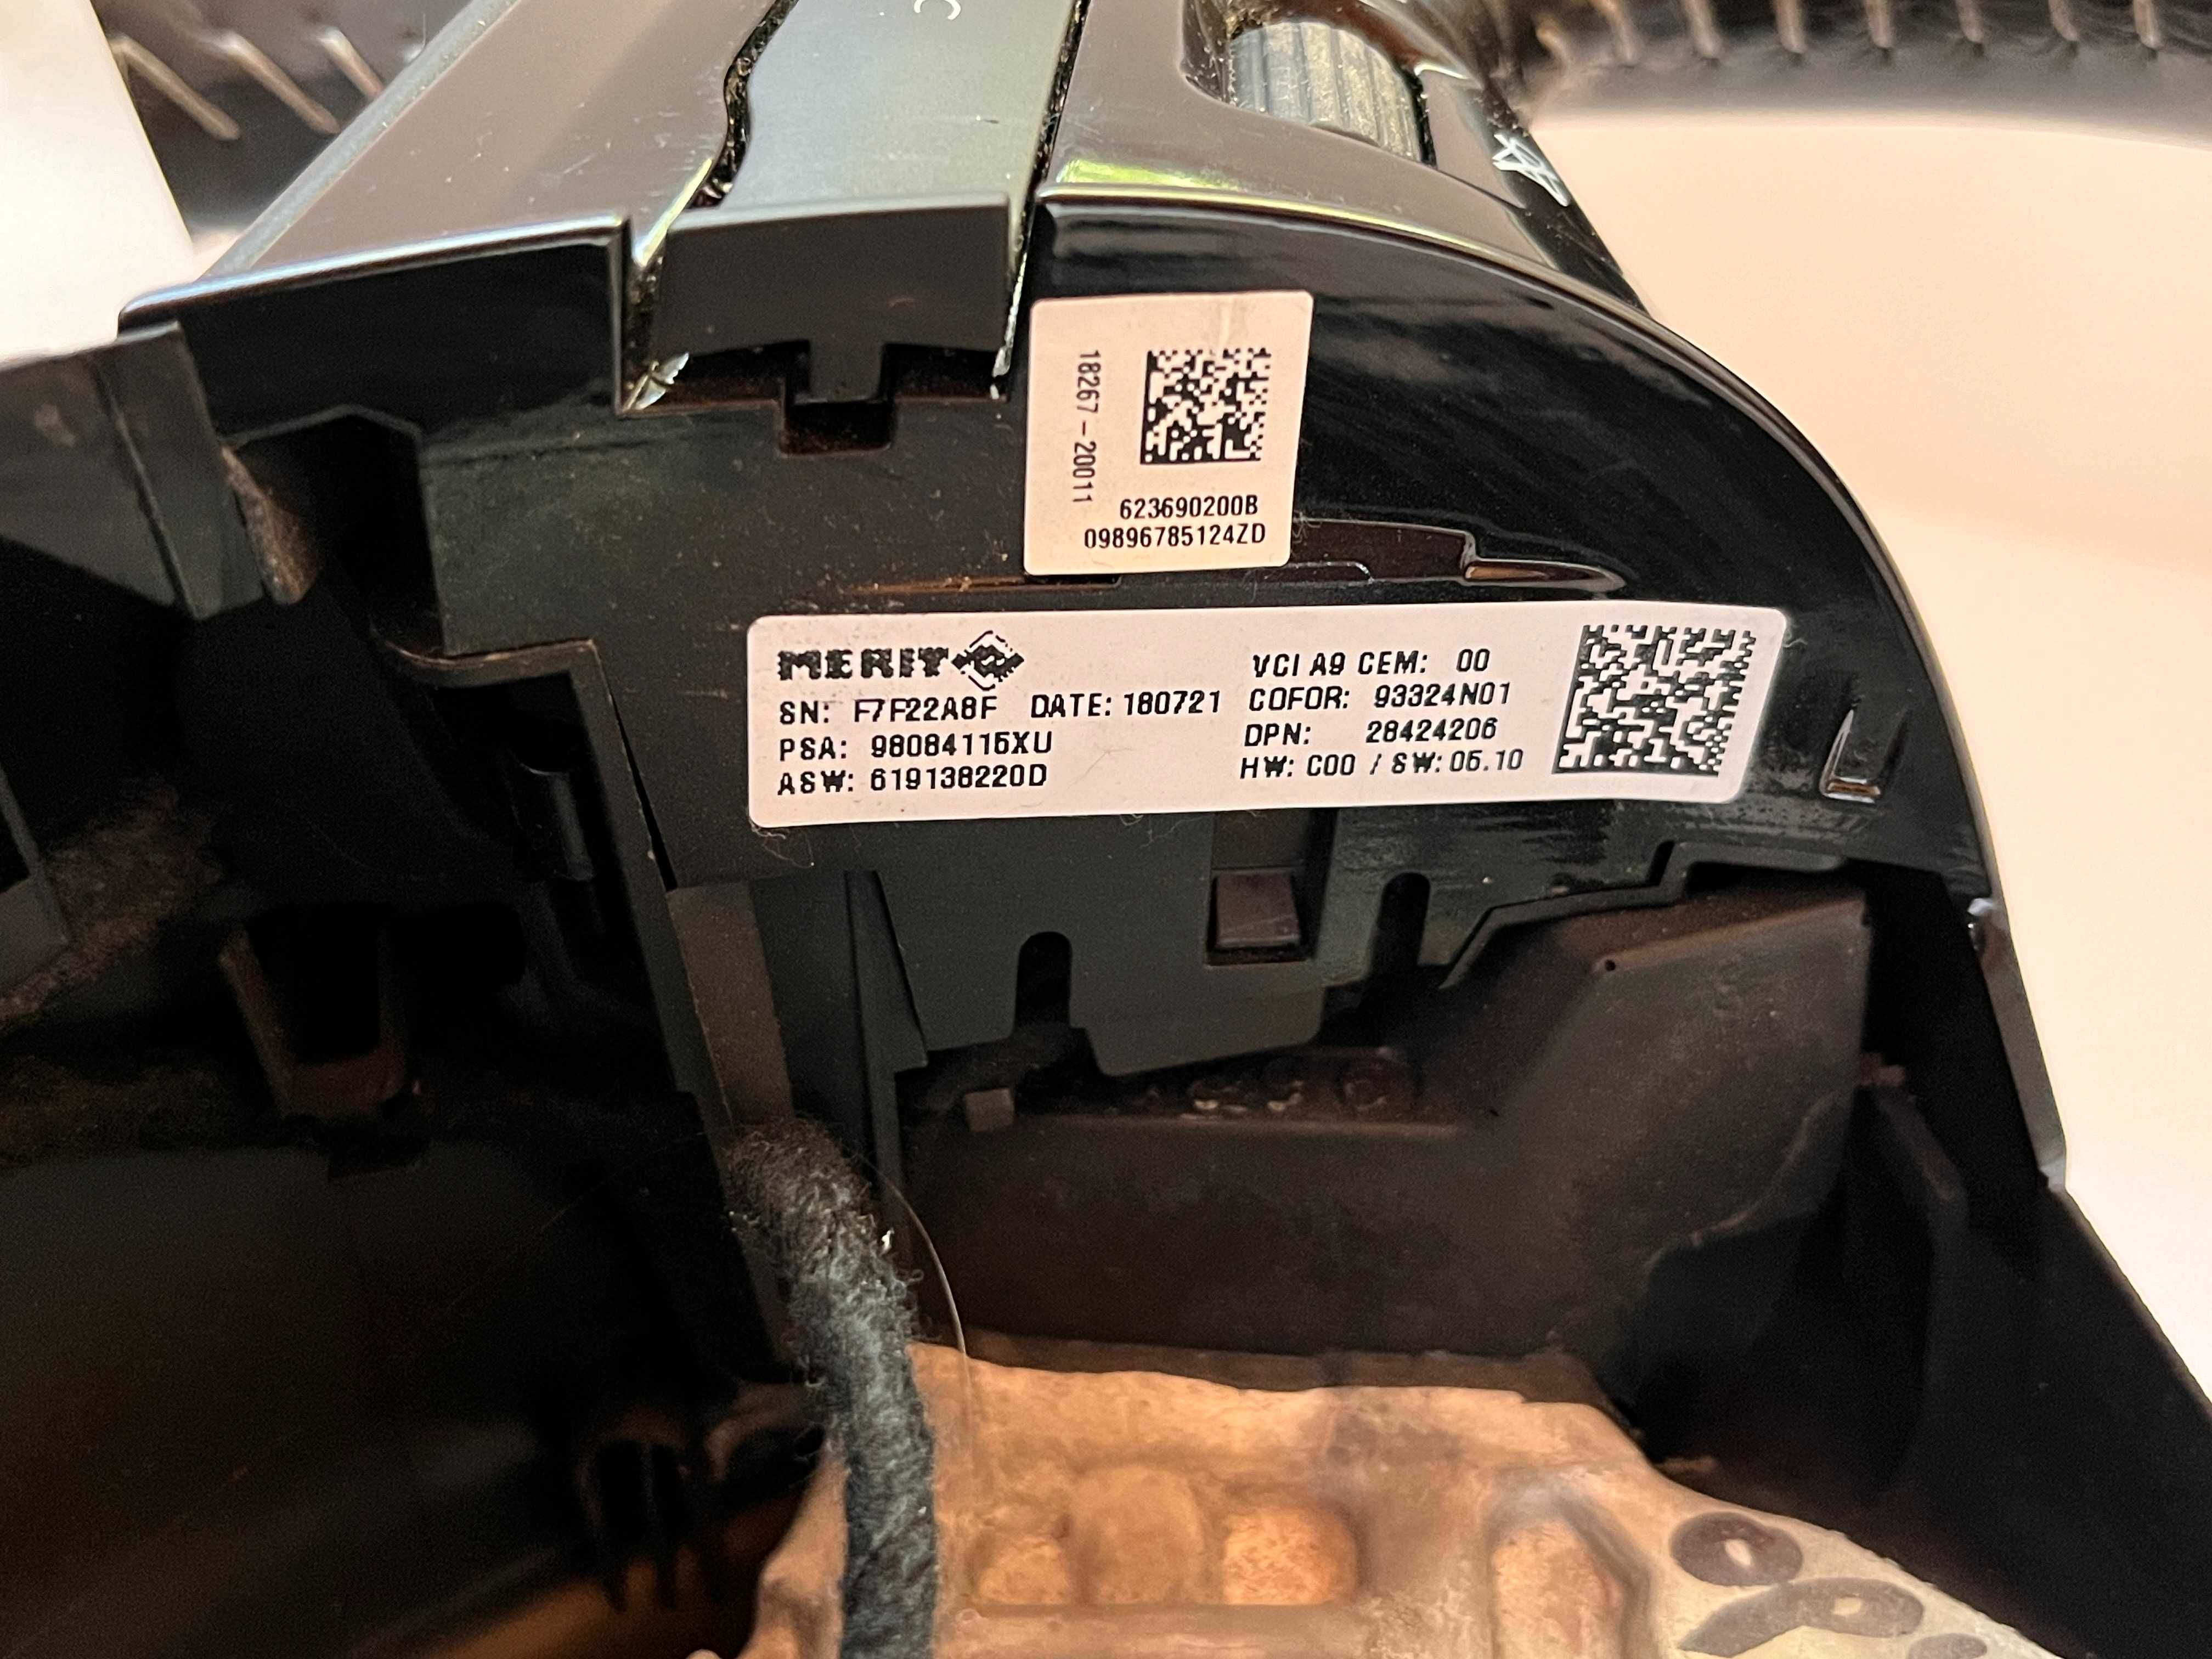 C
18267-20011
623690200B
09896785124ZD
MERIT
SN: F7F22A8F DATE: 180721
PSA: 98084115XU
ASW: 619138220D
VCI A9 CEM: 00
COFOR: 93324N01
DPN: 28424206
HW: C00 / SW: 05.10